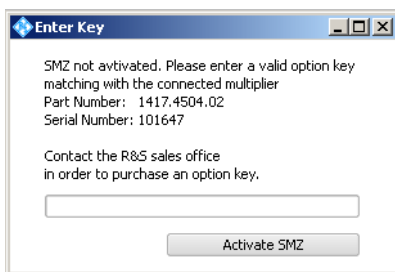 Enter Key
SMZ not avtivated. Please enter a valid option key
matching with the connected multiplier
Part Number: 1417.4504.02
Serial Number: 101647
Contact the R&S sales office
in order to purchase an option key.
Activate SMZ